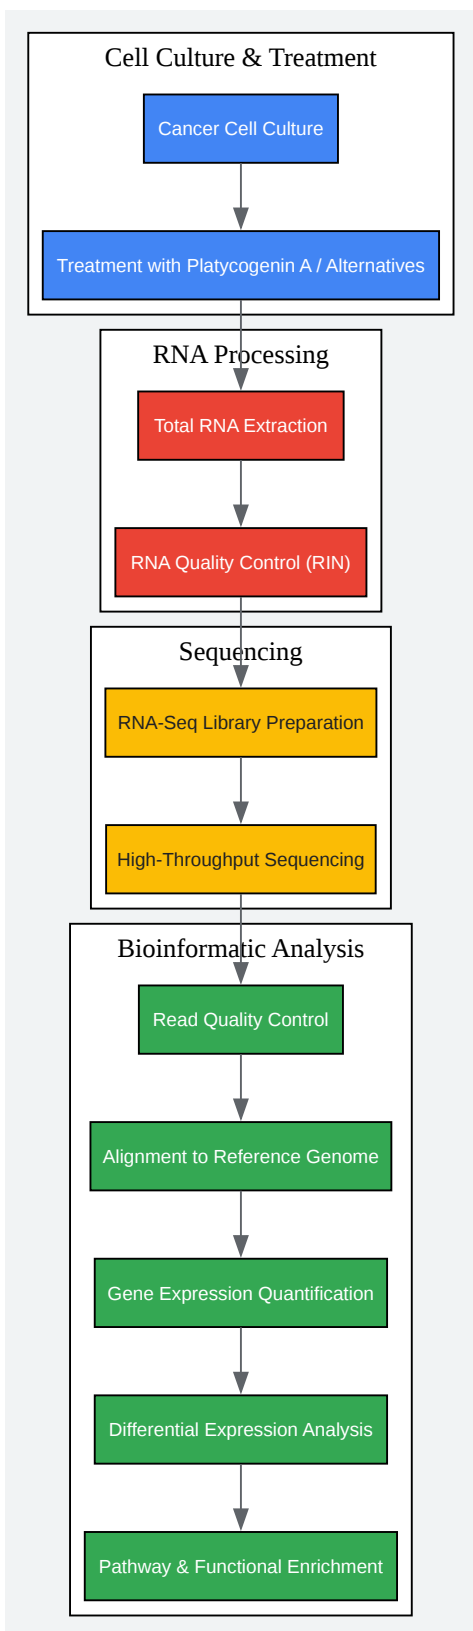 Cell Culture & Treatment
Cancer Cell Culture
Treatment with Platycogenin A / Alternatives
RNA Processing
Total RNA Extraction
RNA Quality Control (RIN)
Sequencing
RNA-Seq Library Preparation
High-Throughput Sequencing
Bioinformatic Analysis
Read Quality Control
Alignment to Reference Genome
Gene Expression Quantification
Differential Expression Analysis
Pathway & Functional Enrichment